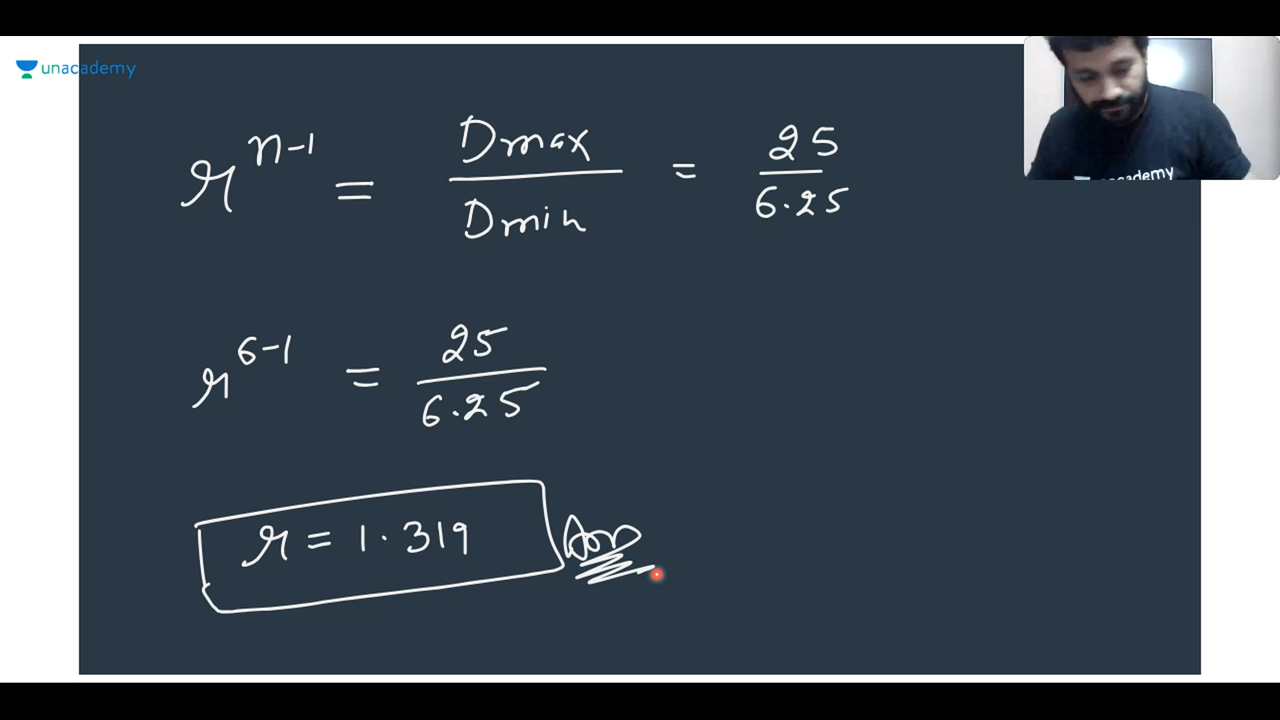 unacademy
r^{n-1} = Dmax/Dmin = 25/6.25
r^{6-1} = 25/6.25
r = 1.319 Ans
unacademy